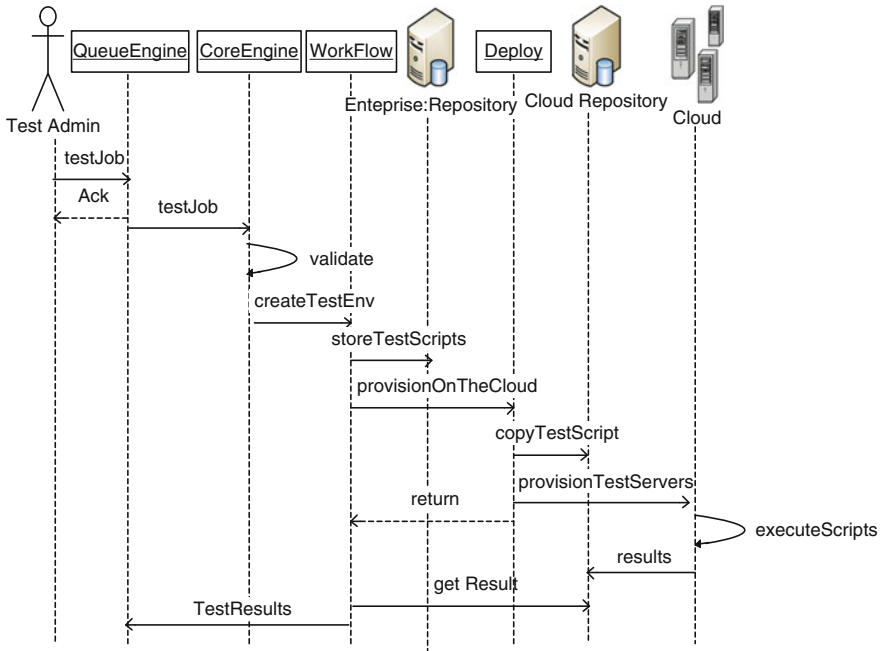 QueueEngine
CoreEngine
WorkFlow
Deploy
Enteprise:Repository
Cloud Repository
Cloud
Test Admin
testJob
Ack
testJob
validate
createTestEnv
storeTestScripts
provisionOnTheCloud
copyTestScript
provisionTestServers
return
executeScripts
results
get Result
TestResults